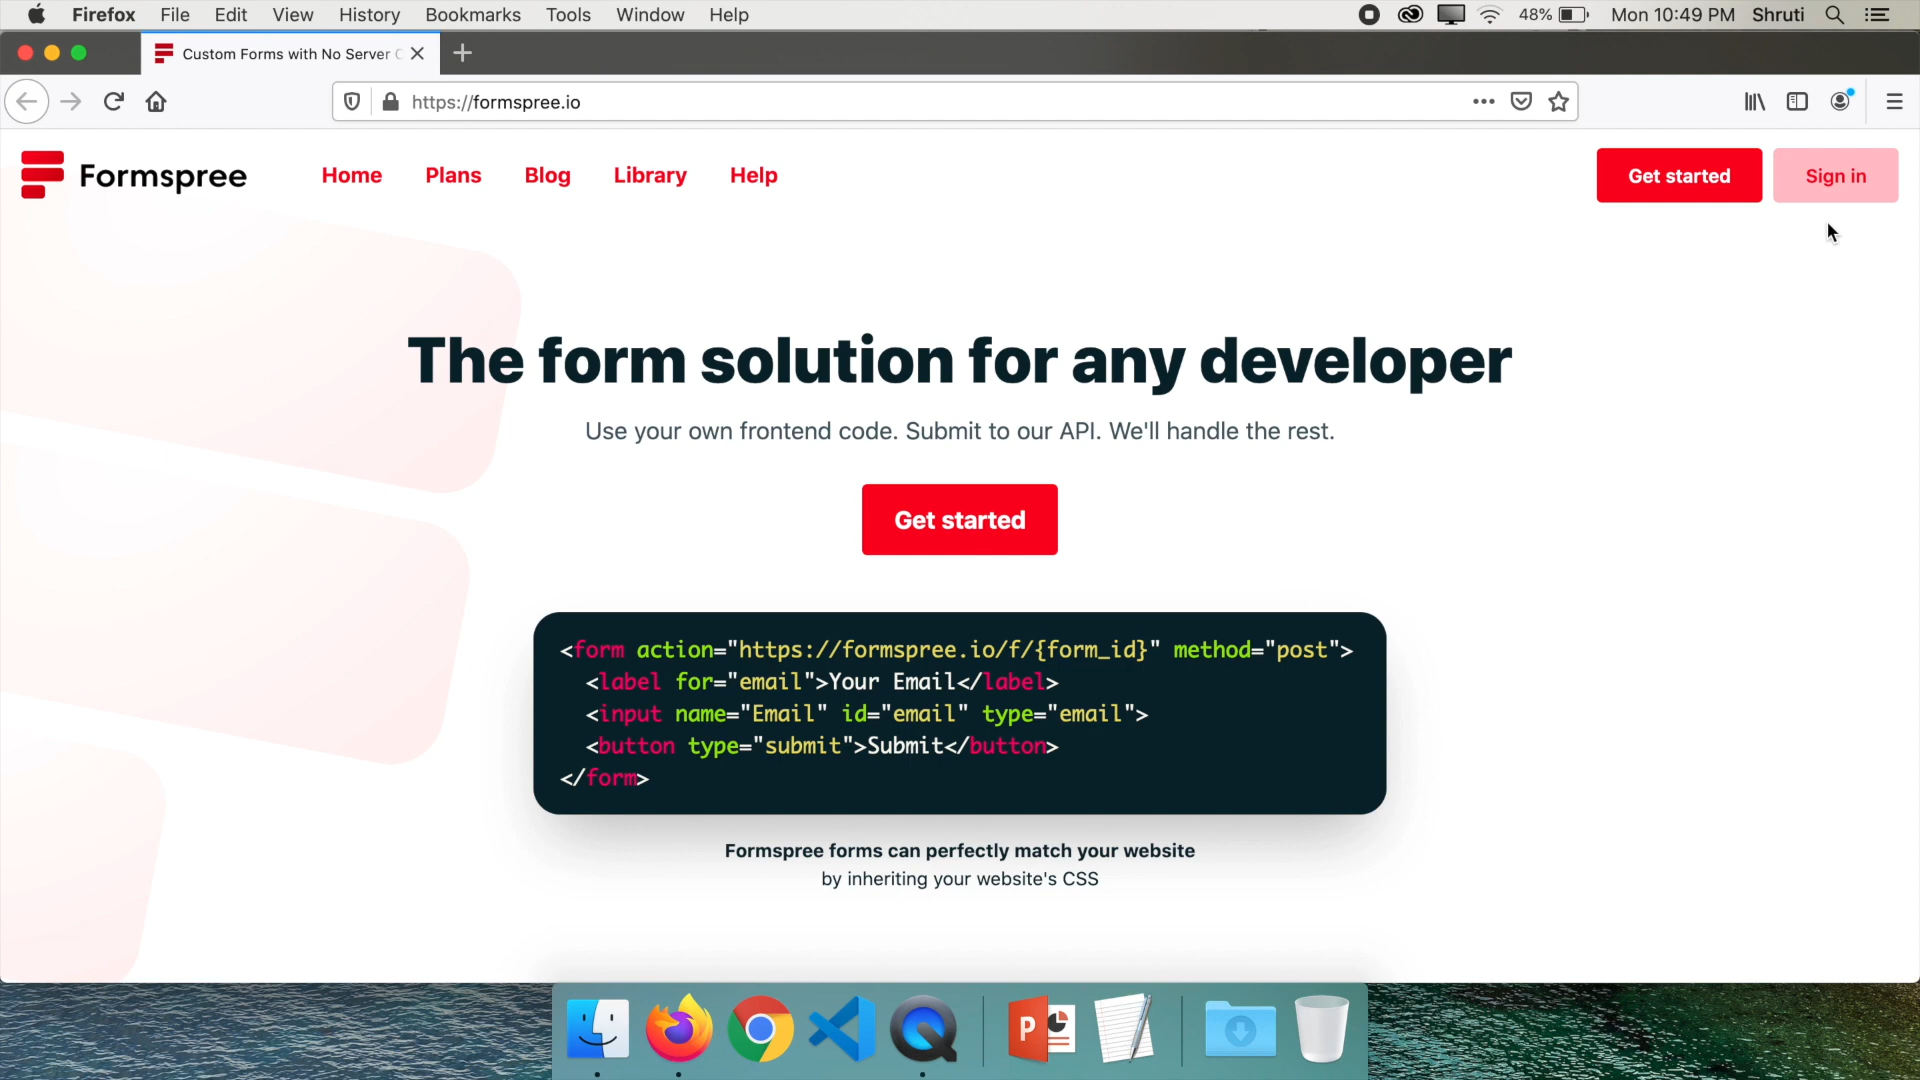 Firefox File Edit View History Bookmarks Tools Window Help 48% Mon 10:49 PM Shruti
Custom Forms with No Server C
https://formspree.io
Formspree Home Plans Blog Library Help Get started Sign in
The form solution for any developer
Use your own frontend code. Submit to our API. We'll handle the rest.
Get started
<form action="https://formspree.io/f/{form_id}" method="post">
<label for="email">Your Email</label>
<input name="Email" id="email" type="email">
<button type="submit">Submit</button>
</form>
Formspree forms can perfectly match your website
by inheriting your website's CSS
P